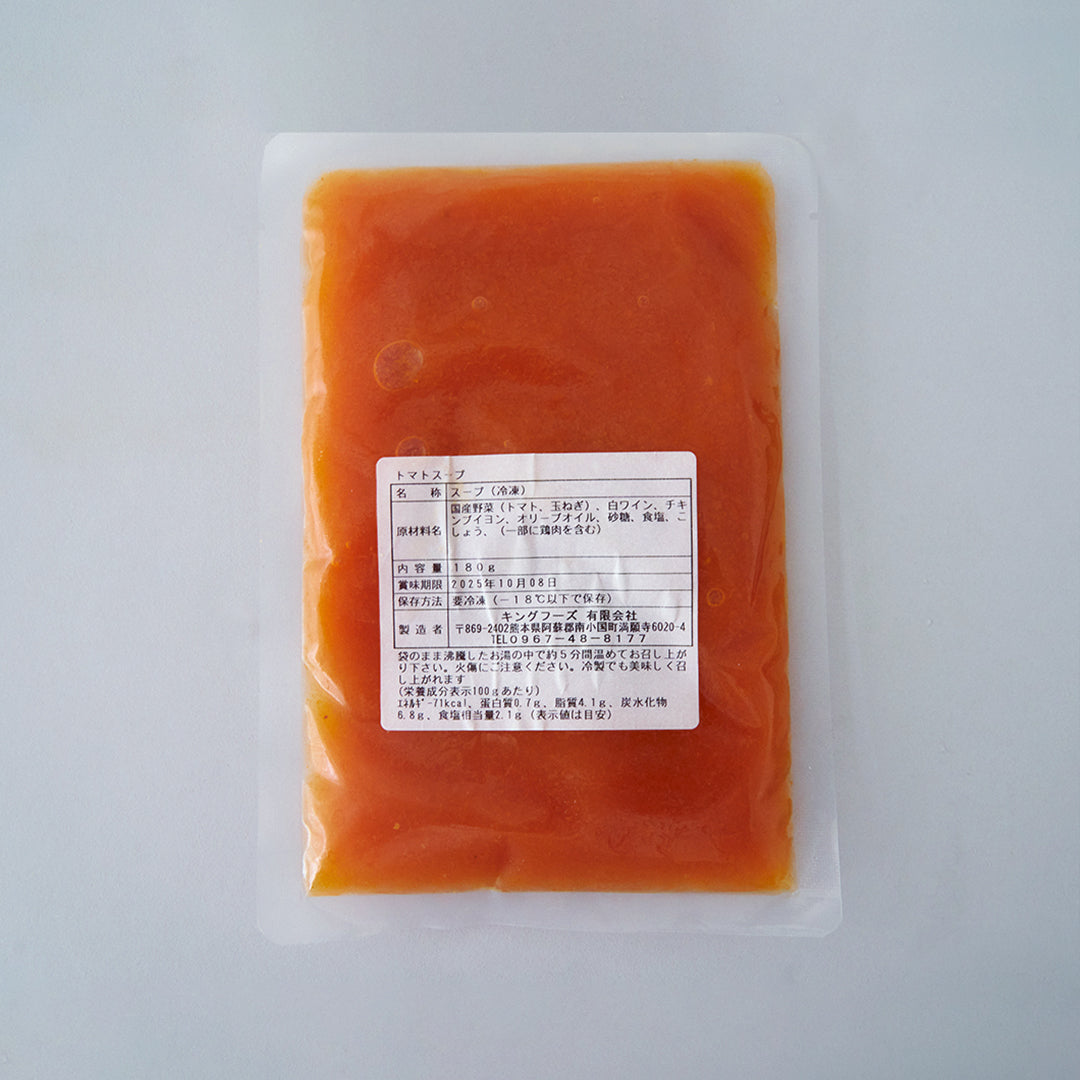 トマトスープ
名 称 スープ（冷凍）
原材料名 国産野菜（トマト、玉ねぎ）、白ワイン、チキ
ンブイヨン、オリーブオイル、砂糖、食塩、こ
しょう、（一部に鶏肉を含む）
内容量 180g
賞味期限 2025年10月08日
保存方法 要冷凍（－18℃以下で保存）
製造者 キングフーズ 有限会社
〒869-2402熊本県阿蘇郡南小国町満願寺6020-4
TEL0967-48-8177
袋のまま沸騰したお湯の中で約5分間温めてお召し上が
り下さい。火傷にご注意ください。冷製でも美味しく召
し上がれます
(栄養成分表示100gあたり)
ｴﾈﾙｷﾞｰ71kcal、蛋白質0.7g、脂質4.1g、炭水化物
6.8g、食塩相当量2.1g（表示値は目安）